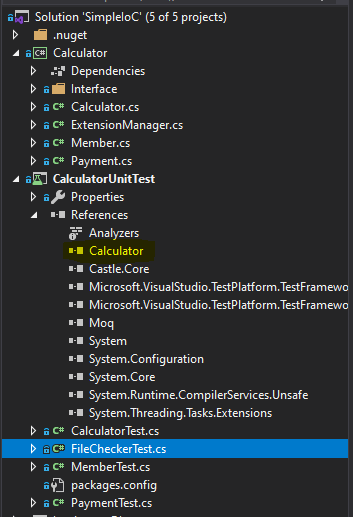 Solution 'SimpleIoC' (5 of 5 projects)
.nuget
C# Calculator
Dependencies
Interface
C# Calculator.cs
C# ExtensionManager.cs
C# Member.cs
C# Payment.cs
CalculatorUnitTest
Properties
References
Analyzers
Calculator
Castle.Core
Microsoft.VisualStudio.TestPlatform.TestFramewo
Microsoft.VisualStudio.TestPlatform.TestFramewo
Moq
System
System.Configuration
System.Core
System.Runtime.CompilerServices.Unsafe
System.Threading.Tasks.Extensions
C# CalculatorTest.cs
C# FileCheckerTest.cs
C# MemberTest.cs
packages.config
C# PaymentTest.cs